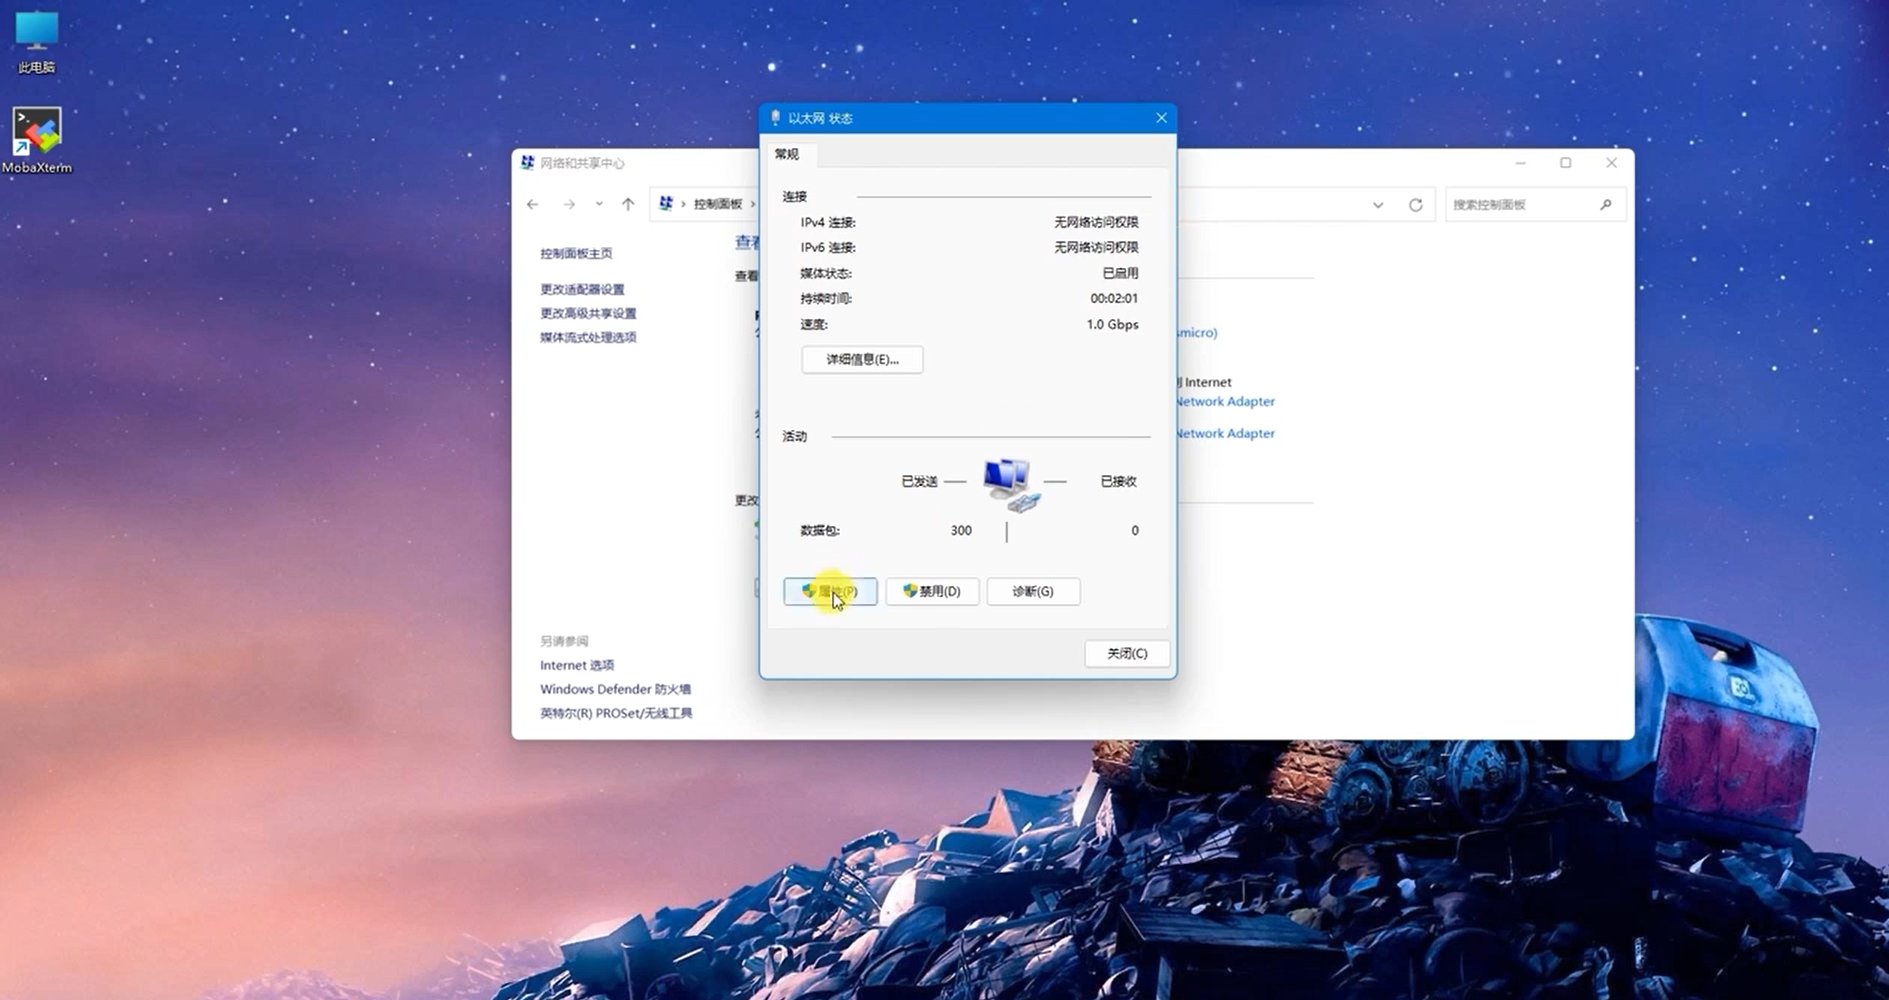 此电脑
MobaXterm
网络和共享中心
控制面板
搜索控制面板
控制面板主页
更改适配器设置
更改高级共享设置
媒体流式处理选项
查看
查看
smicro)
Internet
Network Adapter
Network Adapter
更改
另请参阅
Internet 选项
Windows Defender 防火墙
英特尔(R) PROSet/无线工具
以太网 状态
常规
连接
IPv4 连接: 无网络访问权限
IPv6 连接: 无网络访问权限
媒体状态: 已启用
持续时间: 00:02:01
速度: 1.0 Gbps
详细信息(E)...
活动
已发送 — — 已接收
数据包: 300 | 0
属性(P) 禁用(D) 诊断(G)
关闭(C)